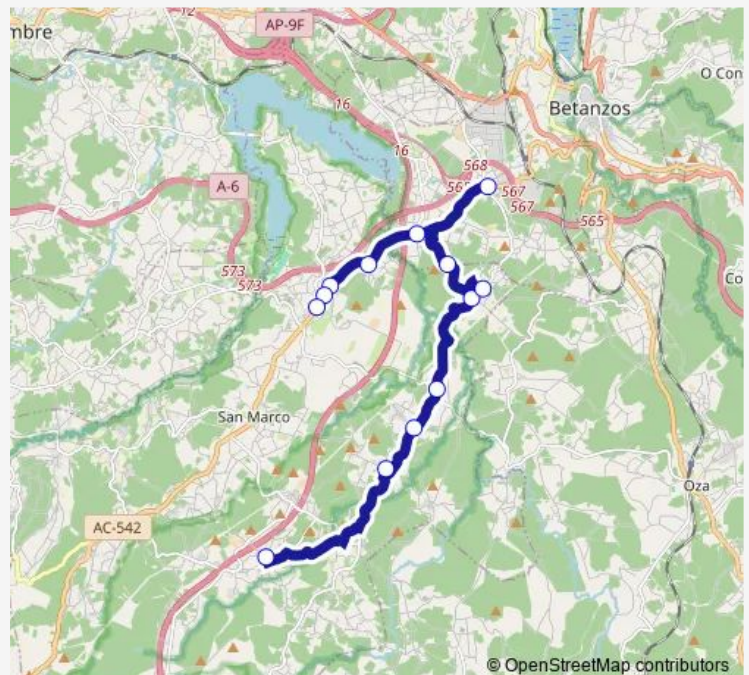 12
mbre
AP-9F
O Con
16
Betanzos
16
568
565
567
A-6
567
565
573
573
Co
San Marco
Oza
AC-542
© OpenStreetMap contributors